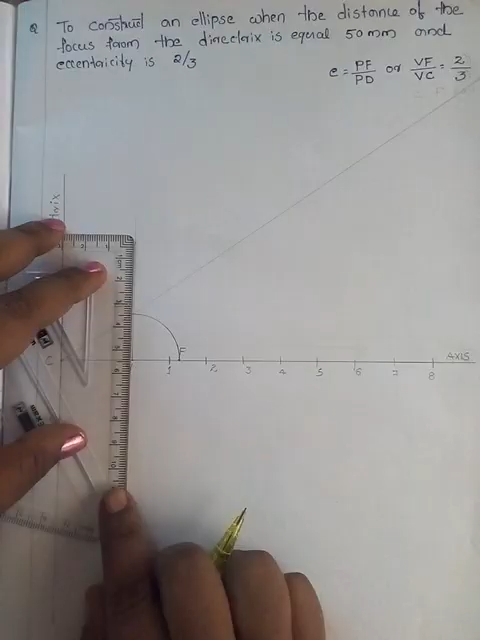 Q To construct an ellipse when the distance of the
focus from the directrix is equal 50 mm and
eccentricity is 2/3
e = PF/PD or VF/VC = 2/3
C
F
AXIS
1 2 3 4 5 6 7 8